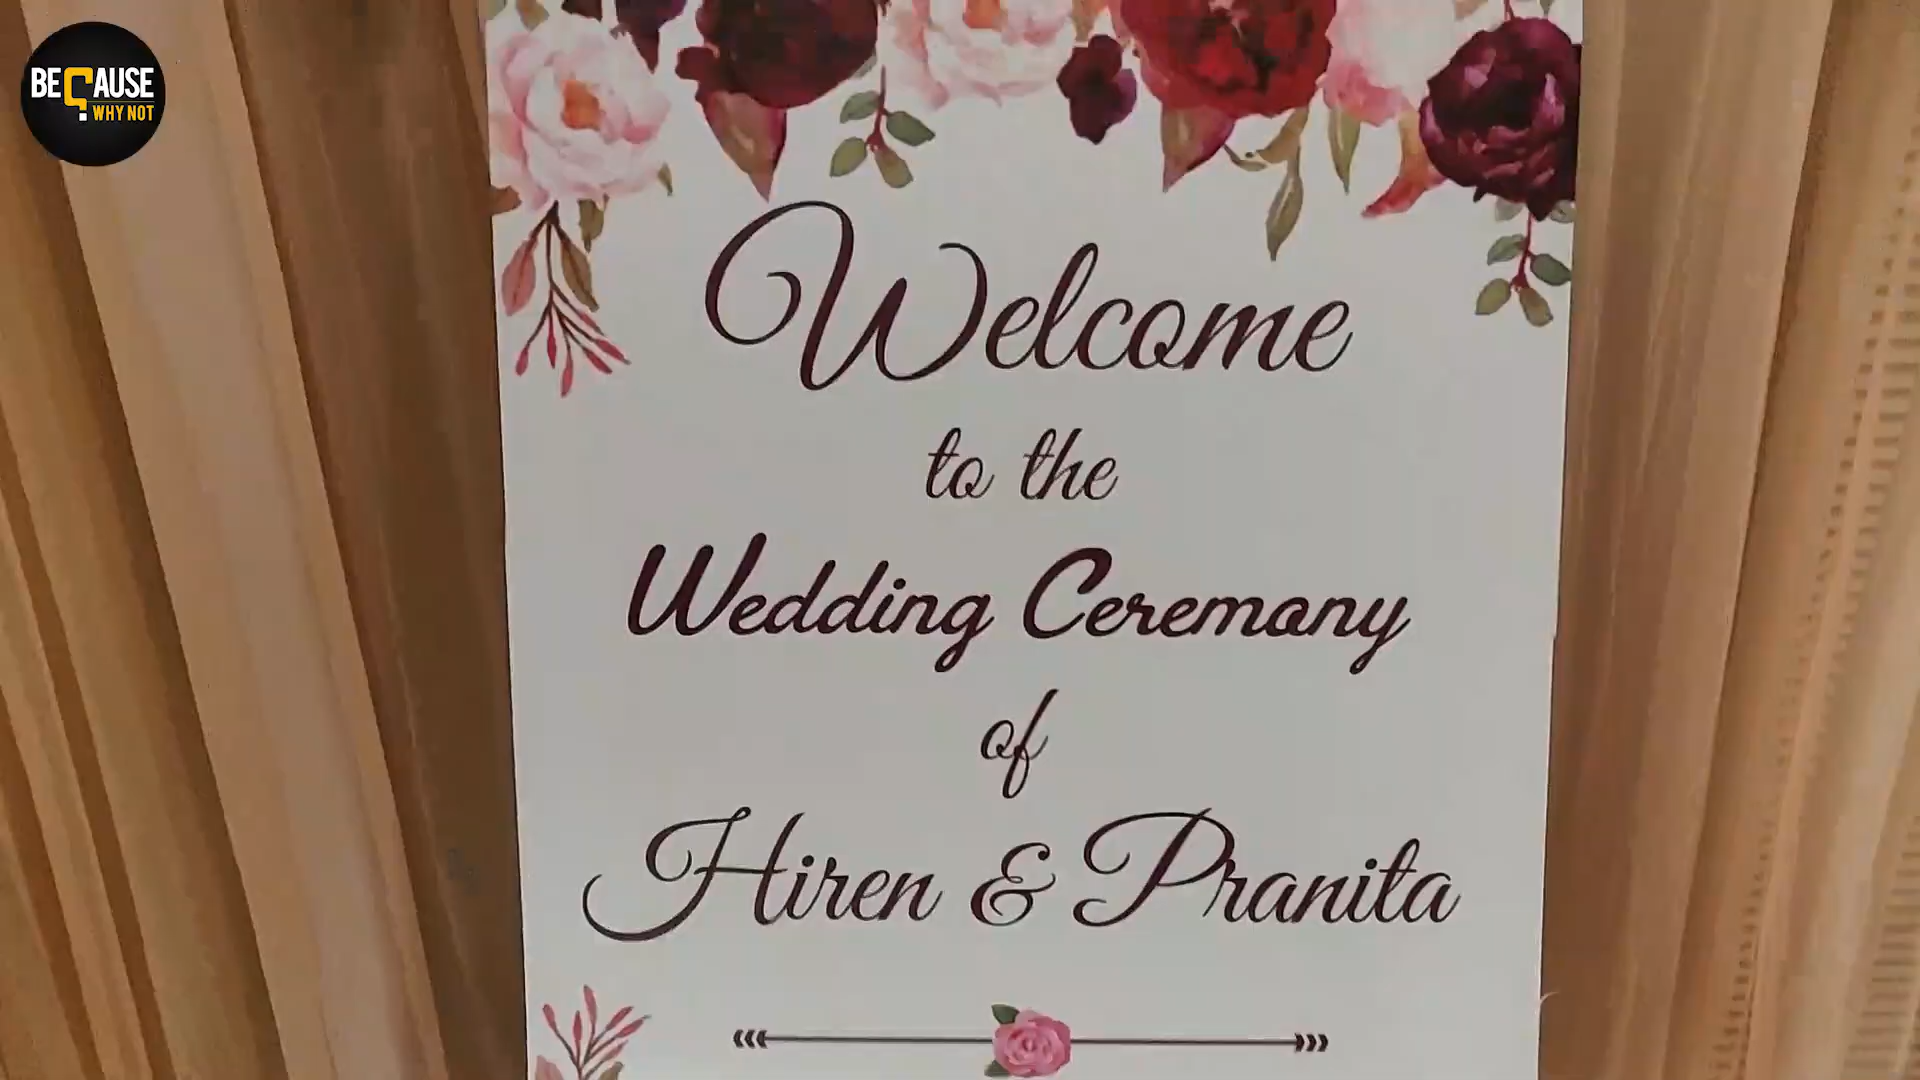 BECAUSE
WHY NOT
Welcome
to the
Wedding Ceremony
of
Hiren & Pranita